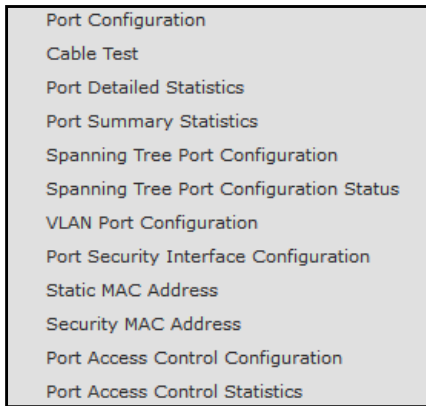 Port Configuration
Cable Test
Port Detailed Statistics
Port Summary Statistics
Spanning Tree Port Configuration
Spanning Tree Port Configuration Status
VLAN Port Configuration
Port Security Interface Configuration
Static MAC Address
Security MAC Address
Port Access Control Configuration
Port Access Control Statistics